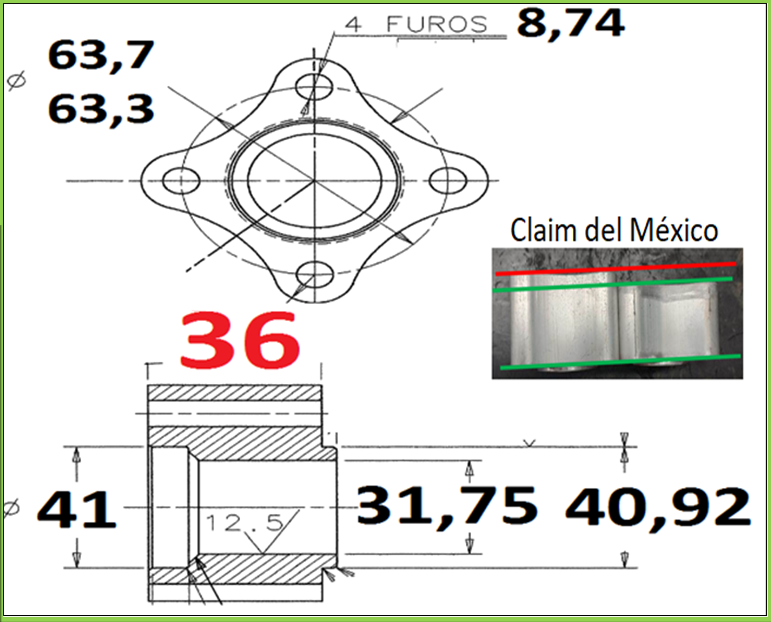 4 FUROS 8,74
Ø 63,7
63,3
Claim del México
36
Ø 41
12.5
31,75
40,92